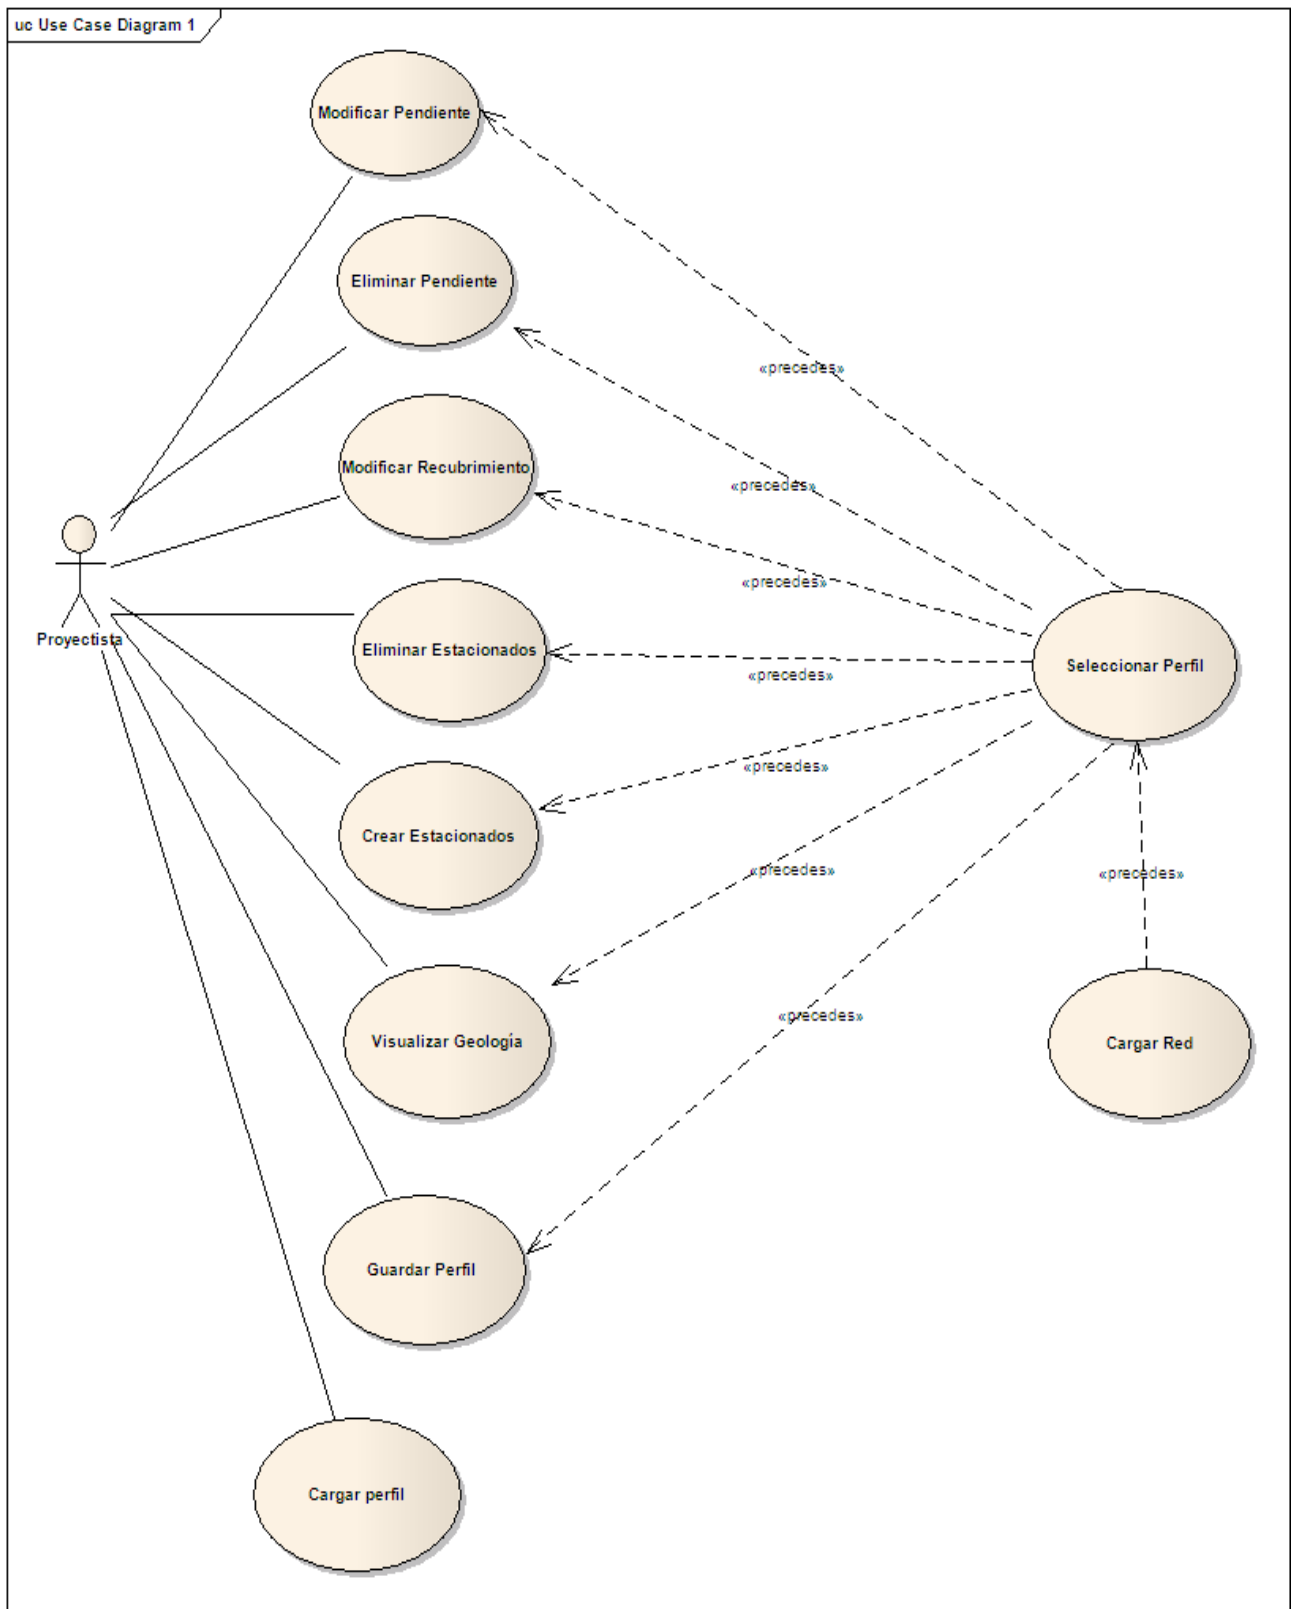 uc Use Case Diagram 1
Modificar Pendiente
Eliminar Pendiente
«precedes»
Modificar Recubrimiento
«precedes»
«precedes»
Proyectista
Eliminar Estacionados
Seleccionar Perfil
«precedes»
«precedes»
Crear Estacionados
«precedes»
«precedes»
«precedes»
Visualizar Geología
Cargar Red
Guardar Perfil
Cargar perfil